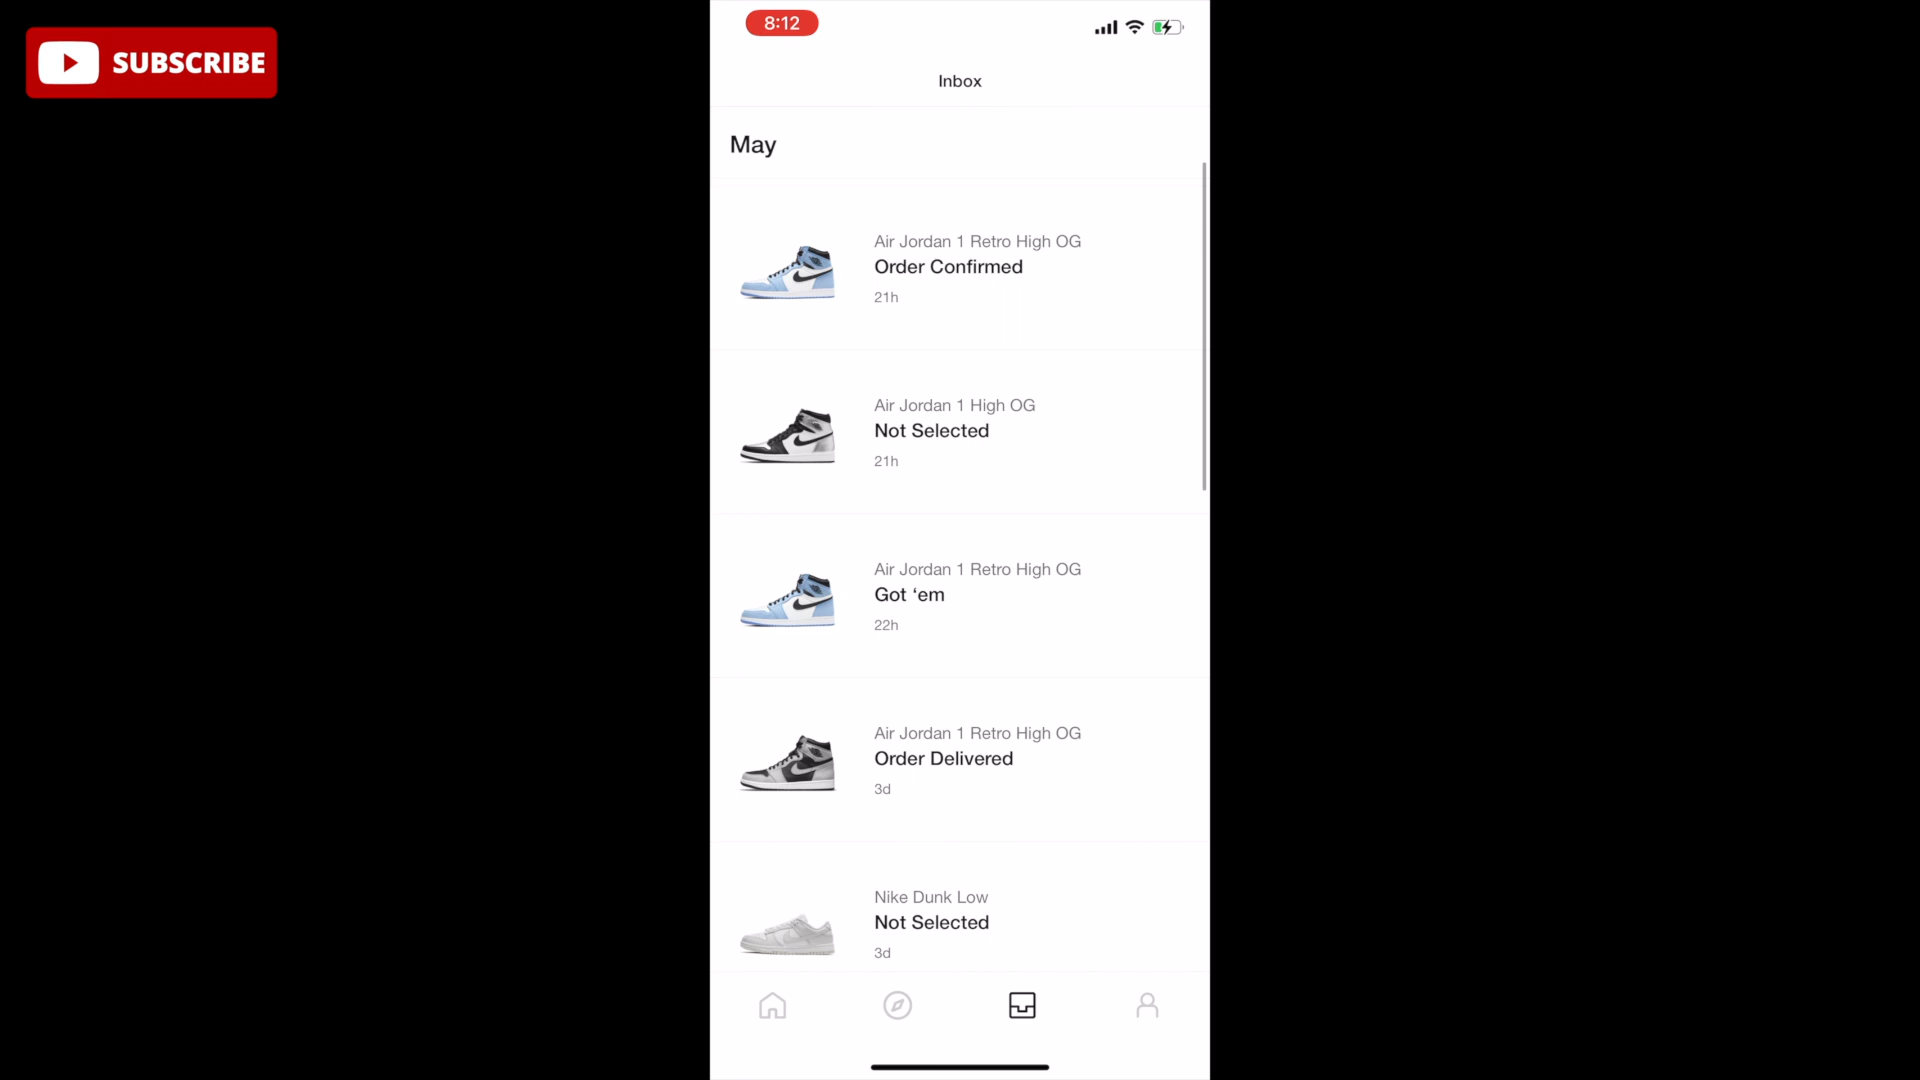 SUBSCRIBE
8:12
Inbox
May
Air Jordan 1 Retro High OG
Order Confirmed
21h
Air Jordan 1 High OG
Not Selected
21h
Air Jordan 1 Retro High OG
Got ‘em
22h
Air Jordan 1 Retro High OG
Order Delivered
3d
Nike Dunk Low
Not Selected
3d